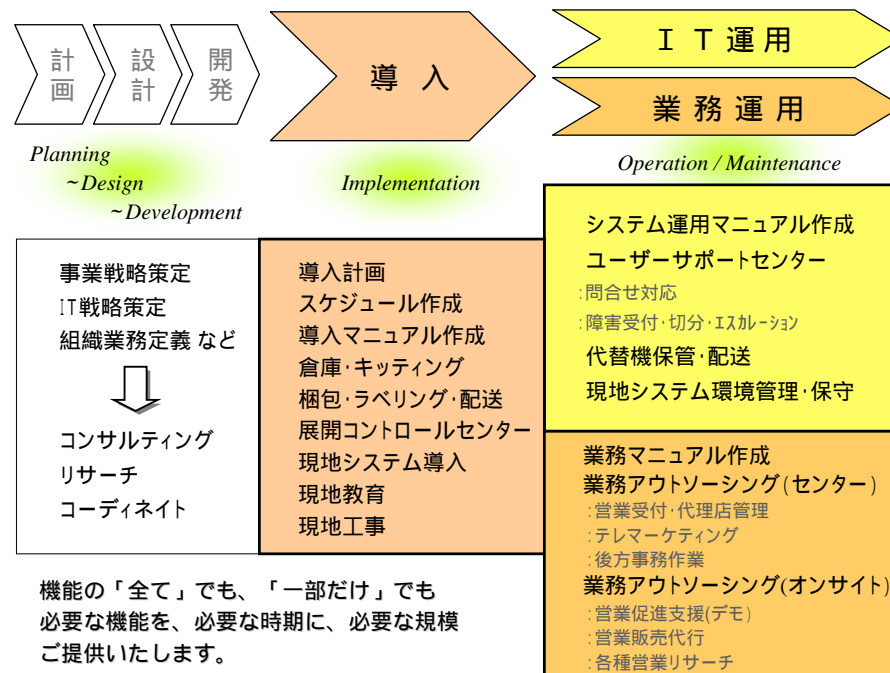 計画
設計
開発
導 入
ＩＴ運用
業務運用
Planning
~Design
~Development
Implementation
Operation / Maintenance
事業戦略策定
IT戦略策定
組織業務定義 など
コンサルティング
リサーチ
コーディネイト
導入計画
スケジュール作成
導入マニュアル作成
倉庫･キッティング
梱包･ラベリング･配送
展開コントロールセンター
現地システム導入
現地教育
現地工事
システム運用マニュアル作成
ユーザーサポートセンター
:問合せ対応
:障害受付･切分･ｴｽｶﾚｰｼｮﾝ
代替機保管･配送
現地システム環境管理･保守
業務マニュアル作成
業務アウトソーシング(センター)
:営業受付･代理店管理
:テレマーケティング
:後方事務作業
業務アウトソーシング(オンサイト)
:営業促進支援(デモ)
:営業販売代行
:各種営業リサーチ
機能の「全て」でも、「一部だけ」でも
必要な機能を、必要な時期に、必要な規模
ご提供いたします。